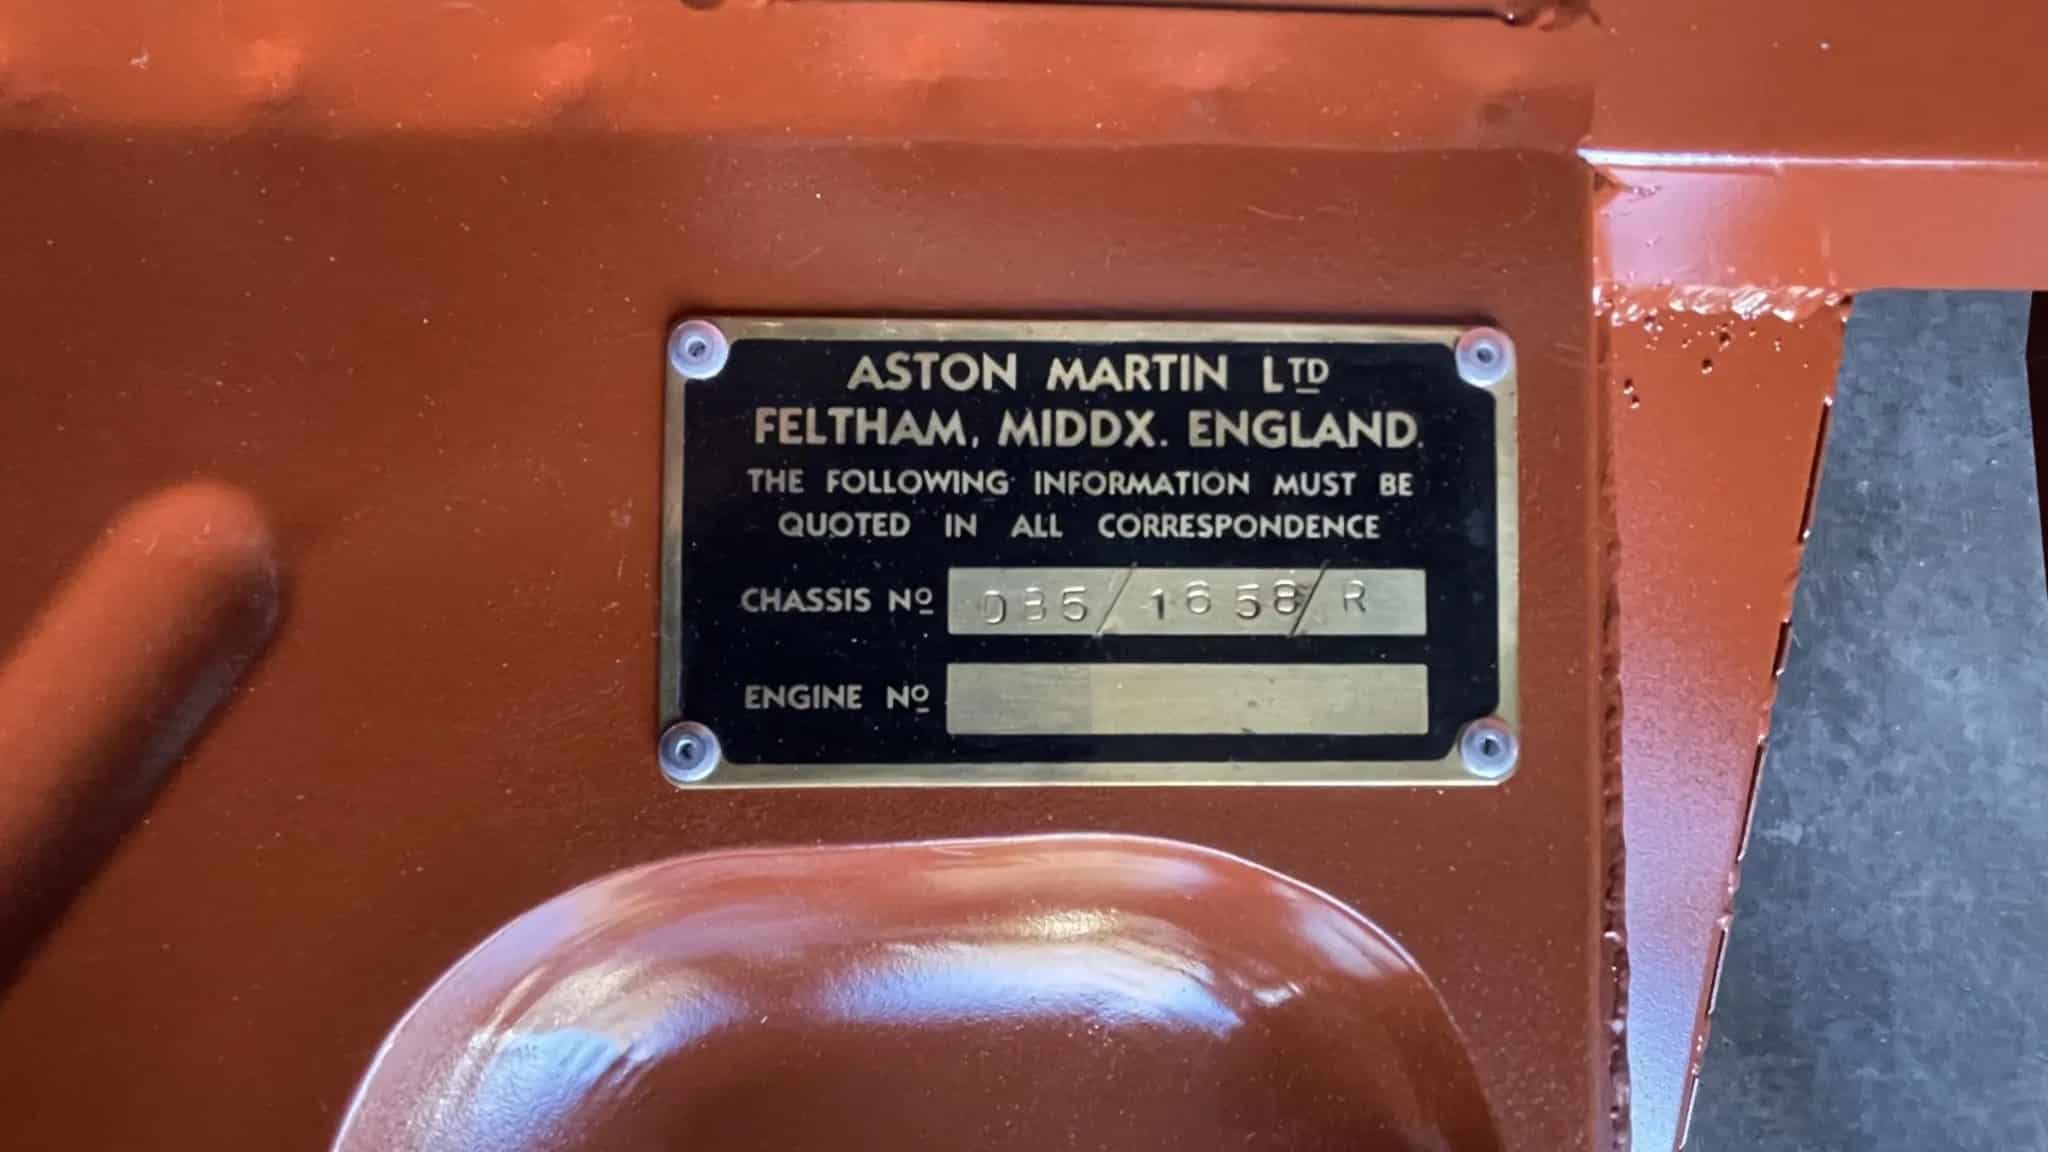 ASTON MARTIN LTD
FELTHAM, MIDDX. ENGLAND.
THE FOLLOWING INFORMATION MUST BE
QUOTED IN ALL CORRESPONDENCE
CHASSIS Nº DB5/1658/R
ENGINE Nº